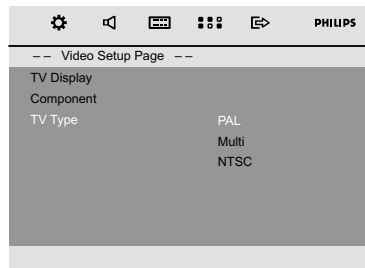 PHILIPS
-- Video Setup Page --
TV Display
Component
TV Type PAL
Multi
NTSC